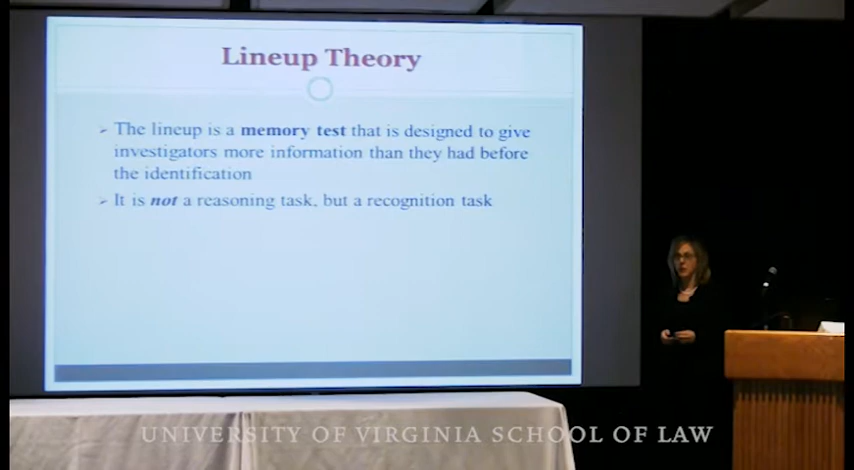 Lineup Theory
➢ The lineup is a memory test that is designed to give
investigators more information than they had before
the identification
➢ It is not a reasoning task, but a recognition task
UNIVERSITY OF VIRGINIA SCHOOL OF LAW